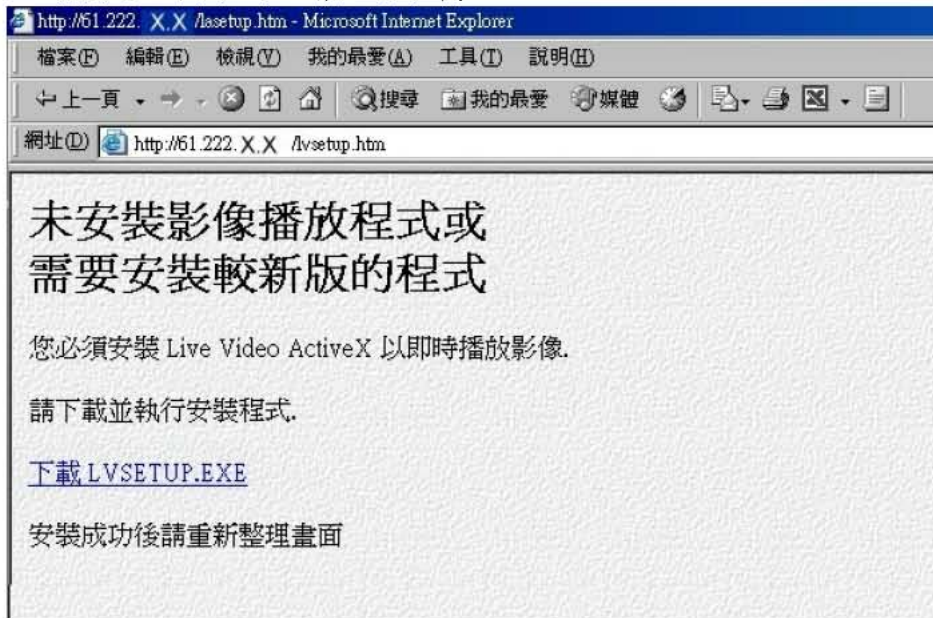 http://61.222. X.X /lasetup.htm - Microsoft Internet Explorer
檔案(F) 編輯(E) 檢視(V) 我的最愛(A) 工具(T) 說明(H)
上一頁 搜尋 我的最愛 媒體
網址(D) http://61.222.X.X /lvsetup.htm
未安裝影像播放程式或
需要安裝較新版的程式
您必須安裝 Live Video ActiveX 以即時播放影像.
請下載並執行安裝程式.
下載 LVSETUP.EXE
安裝成功後請重新整理畫面